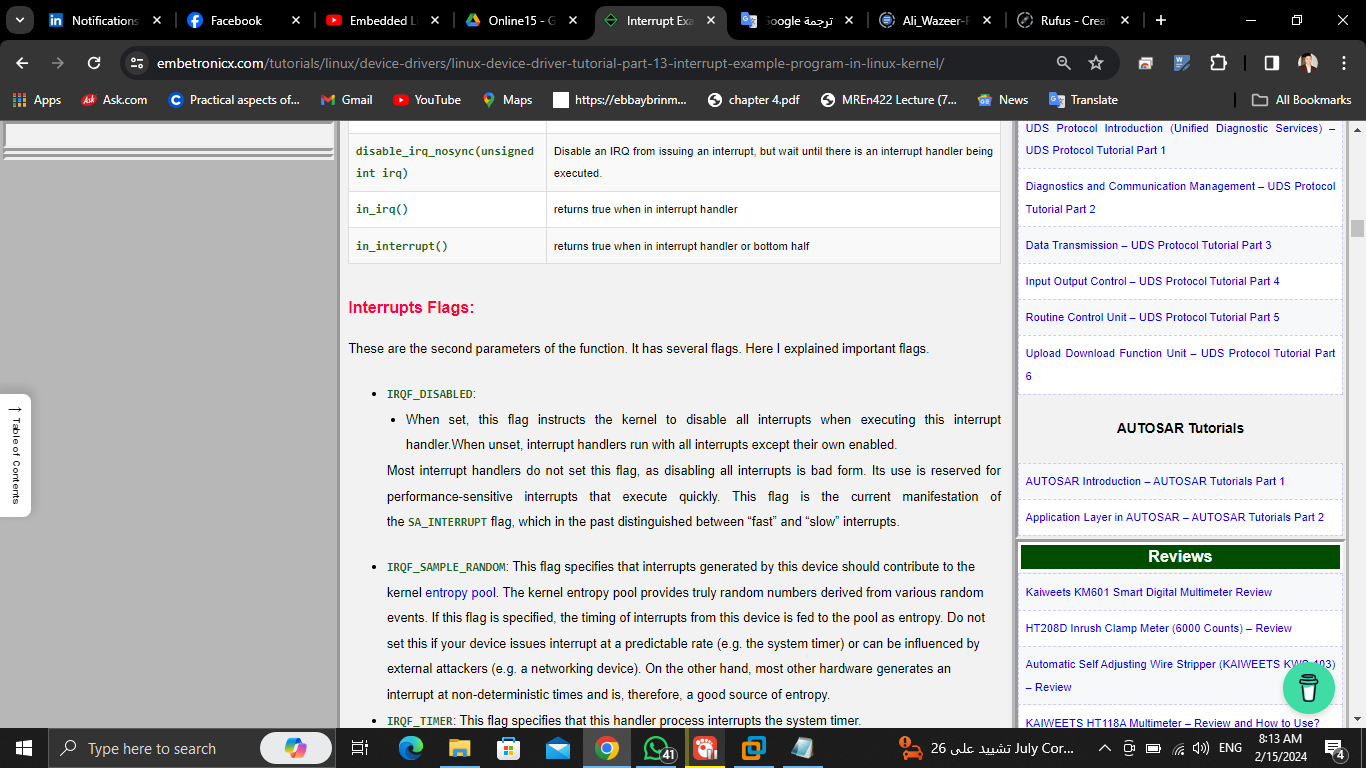 Notifications
Facebook
Embedded Li
Online15 - G
Interrupt Exa
ترجمة Google
Ali_Wazeer-R
Rufus - Creat
embetronicx.com/tutorials/linux/device-drivers/linux-device-driver-tutorial-part-13-interrupt-example-program-in-linux-kernel/
Apps
Ask Ask.com
Practical aspects of...
Gmail
YouTube
Maps
https://ebbaybrinm...
chapter 4.pdf
MREn422 Lecture (7...
News
Translate
All Bookmarks
disable_irq_nosync(unsigned
int irq)
Disable an IRQ from issuing an interrupt, but wait until there is an interrupt handler being
executed.
in_irq()
returns true when in interrupt handler
in_interrupt()
returns true when in interrupt handler or bottom half
Interrupts Flags:
These are the second parameters of the function. It has several flags. Here I explained important flags.
IRQF_DISABLED:
When set, this flag instructs the kernel to disable all interrupts when executing this interrupt
handler.When unset, interrupt handlers run with all interrupts except their own enabled.
Most interrupt handlers do not set this flag, as disabling all interrupts is bad form. Its use is reserved for
performance-sensitive interrupts that execute quickly. This flag is the current manifestation of
the SA_INTERRUPT flag, which in the past distinguished between “fast” and “slow” interrupts.
IRQF_SAMPLE_RANDOM: This flag specifies that interrupts generated by this device should contribute to the
kernel entropy pool. The kernel entropy pool provides truly random numbers derived from various random
events. If this flag is specified, the timing of interrupts from this device is fed to the pool as entropy. Do not
set this if your device issues interrupt at a predictable rate (e.g. the system timer) or can be influenced by
external attackers (e.g. a networking device). On the other hand, most other hardware generates an
interrupt at non-deterministic times and is, therefore, a good source of entropy.
IRQF_TIMER: This flag specifies that this handler process interrupts the system timer.
Table of Contents
UDS Protocol Introduction (Unified Diagnostic Services) –
UDS Protocol Tutorial Part 1
Diagnostics and Communication Management – UDS Protocol
Tutorial Part 2
Data Transmission – UDS Protocol Tutorial Part 3
Input Output Control – UDS Protocol Tutorial Part 4
Routine Control Unit – UDS Protocol Tutorial Part 5
Upload Download Function Unit – UDS Protocol Tutorial Part
6
AUTOSAR Tutorials
AUTOSAR Introduction – AUTOSAR Tutorials Part 1
Application Layer in AUTOSAR – AUTOSAR Tutorials Part 2
Reviews
Kaiweets KM601 Smart Digital Multimeter Review
HT208D Inrush Clamp Meter (6000 Counts) – Review
Automatic Self Adjusting Wire Stripper (KAIWEETS KWS-103)
– Review
KAIWEETS HT118A Multimeter – Review and How to Use?
Type here to search
41
تشييد على 26 July Cor...
ENG
8:13 AM
2/15/2024
4